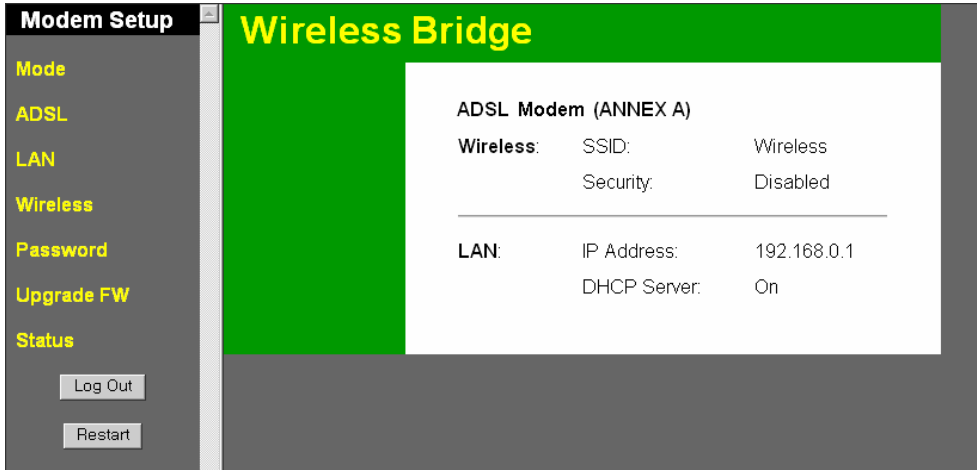 Modem Setup
Mode
ADSL
LAN
Wireless
Password
Upgrade FW
Status
Log Out
Restart
Wireless Bridge
ADSL Modem (ANNEX A)
Wireless: SSID: Wireless
Security: Disabled
LAN: IP Address: 192.168.0.1
DHCP Server: On